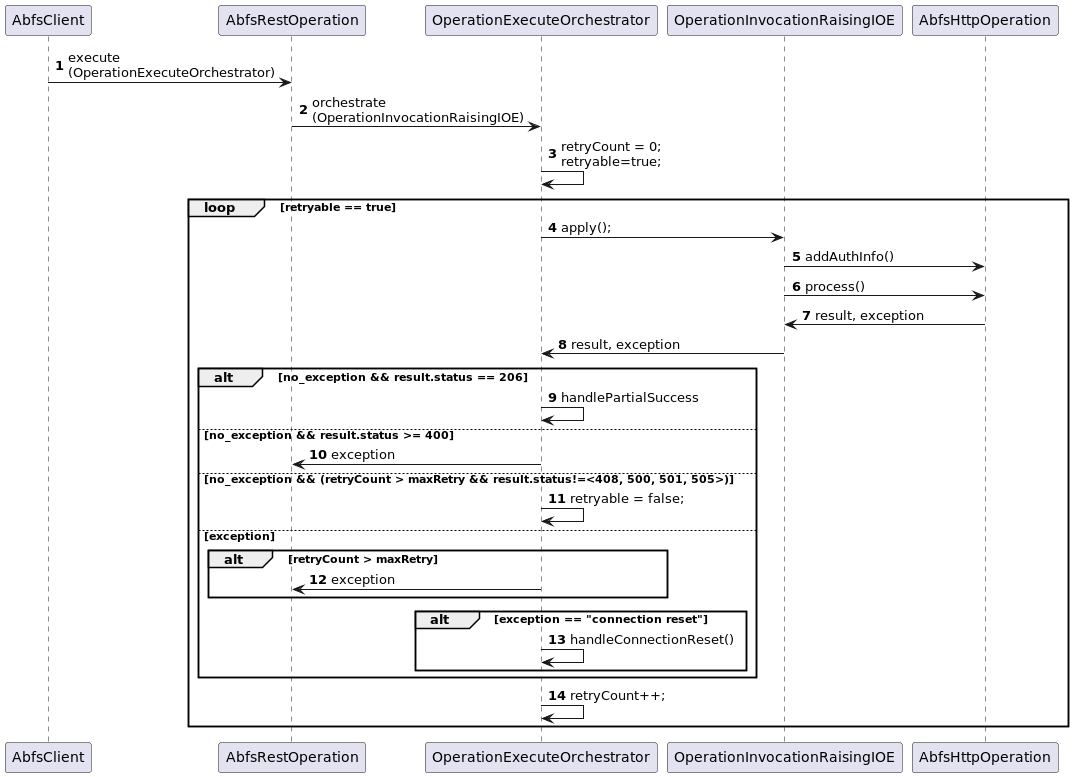 AbfsClient AbfsRestOperation OperationExecuteOrchestrator OperationInvocationRaisingIOE AbfsHttpOperation
1 execute
(OperationExecuteOrchestrator)
2 orchestrate
(OperationInvocationRaisingIOE)
3 retryCount = 0;
retryable=true;
loop [retryable == true]
4 apply();
5 addAuthInfo()
6 process()
7 result, exception
8 result, exception
alt [no_exception && result.status == 206]
9 handlePartialSuccess
[no_exception && result.status >= 400]
10 exception
[no_exception && (retryCount > maxRetry && result.status!=<408, 500, 501, 505>)]
11 retryable = false;
[exception]
alt [retryCount > maxRetry]
12 exception
alt [exception == "connection reset"]
13 handleConnectionReset()
14 retryCount++;
AbfsClient AbfsRestOperation OperationExecuteOrchestrator OperationInvocationRaisingIOE AbfsHttpOperation